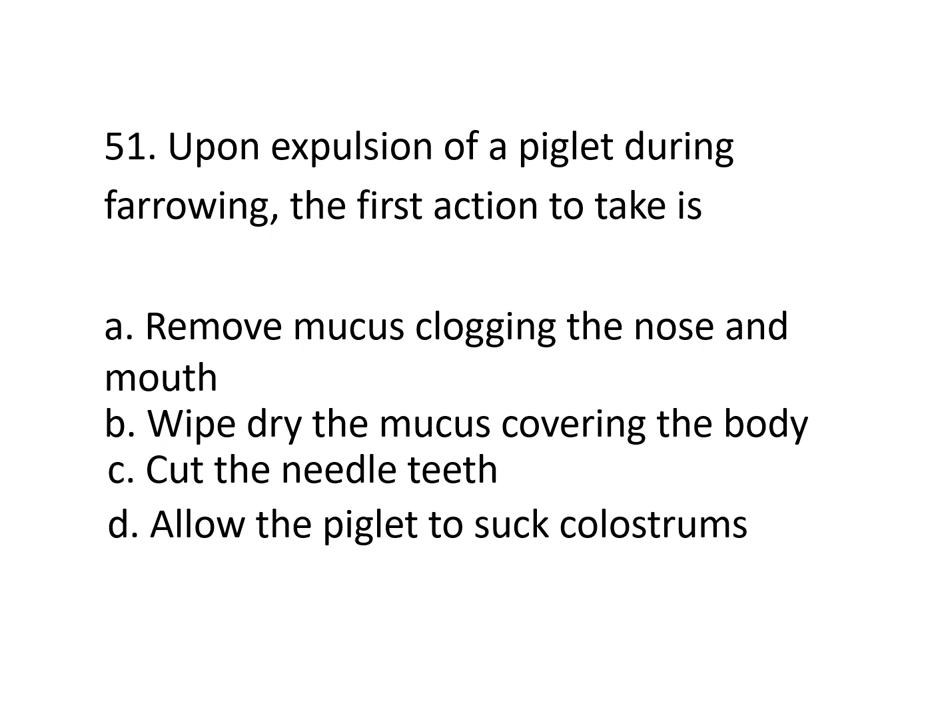 51. Upon expulsion of a piglet during
farrowing, the first action to take is
a. Remove mucus clogging the nose and
mouth
b. Wipe dry the mucus covering the body
c. Cut the needle teeth
d. Allow the piglet to suck colostrums